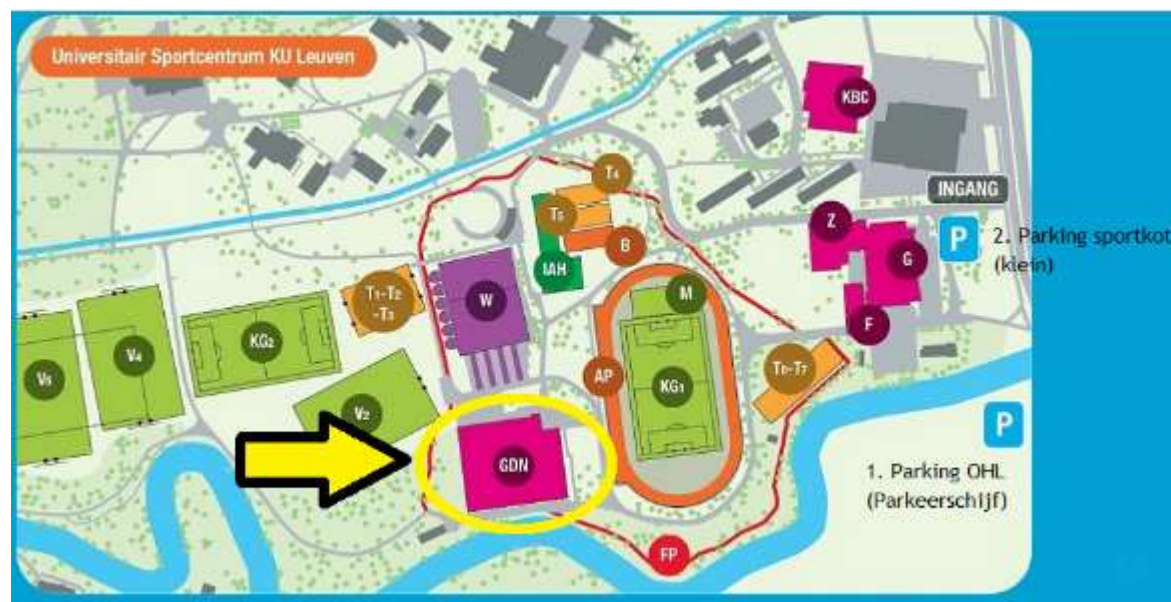 Universitair Sportcentrum KU Leuven
KBC
T4
INGANG
T5
Z
P
2. Parking sportkot
(klein)
B
G
IAH
T1-T2
-T3
W
M
F
KG2
V4
V5
AP
KG1
T6-T7
V2
P
GDN
1. Parking OHL
(Parkeerschijf)
FP